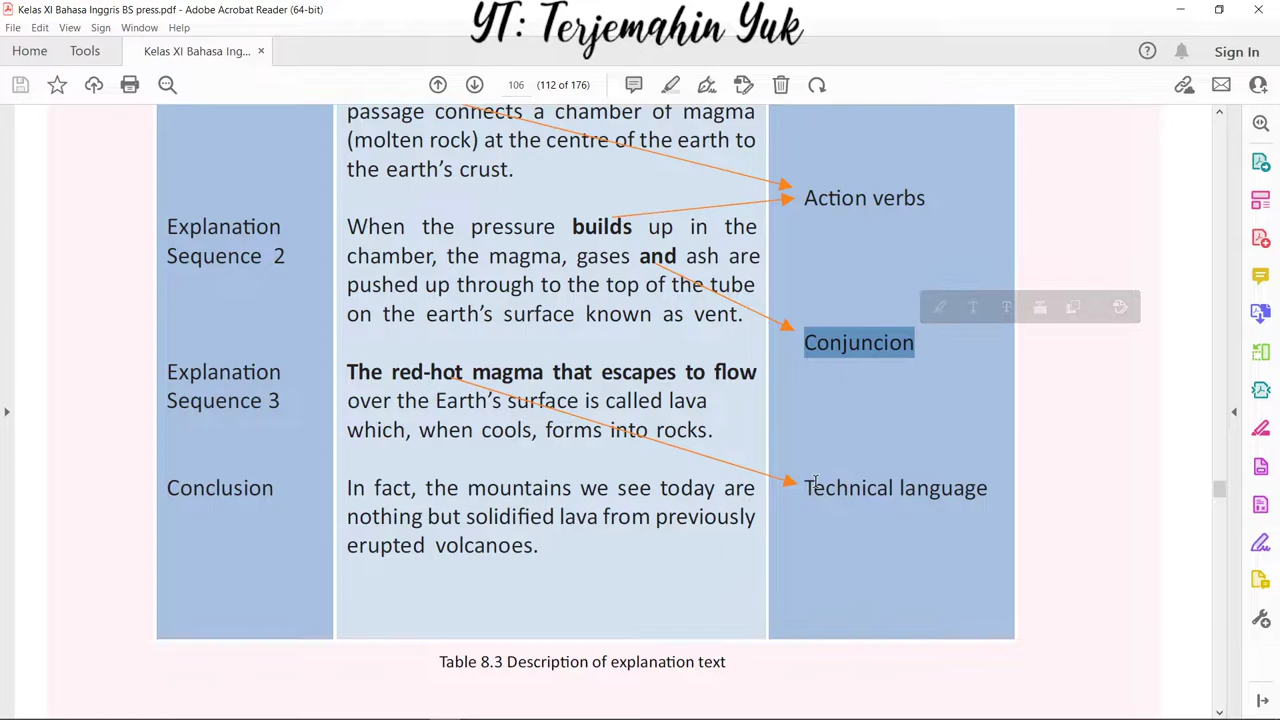 Kelas XI Bahasa Inggris BS press.pdf - Adobe Acrobat Reader (64-bit)
YT: Terjemahin Yuk
File Edit View Sign Window Help
Home Tools Kelas XI Bahasa Ing... × Sign In
106 (112 of 176)
passage connects a chamber of magma
(molten rock) at the centre of the earth to
the earth's crust.
Action verbs
Explanation
Sequence 2
When the pressure builds up in the
chamber, the magma, gases and ash are
pushed up through to the top of the tube
on the earth's surface known as vent.
Conjuncion
Explanation
Sequence 3
The red-hot magma that escapes to flow
over the Earth's surface is called lava
which, when cools, forms into rocks.
Conclusion
In fact, the mountains we see today are
nothing but solidified lava from previously
erupted volcanoes.
Technical language
Table 8.3 Description of explanation text